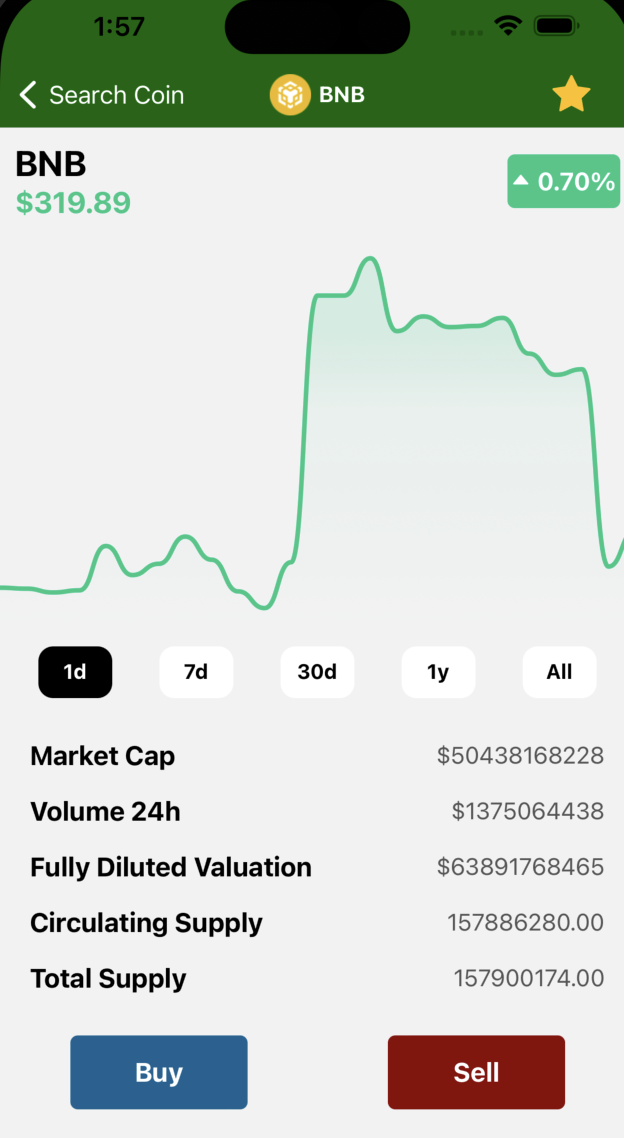 1:57
Search Coin BNB
BNB
$319.89
0.70%
1d 7d 30d 1y All
Market Cap $50438168228
Volume 24h $1375064438
Fully Diluted Valuation $63891768465
Circulating Supply 157886280.00
Total Supply 157900174.00
Buy Sell